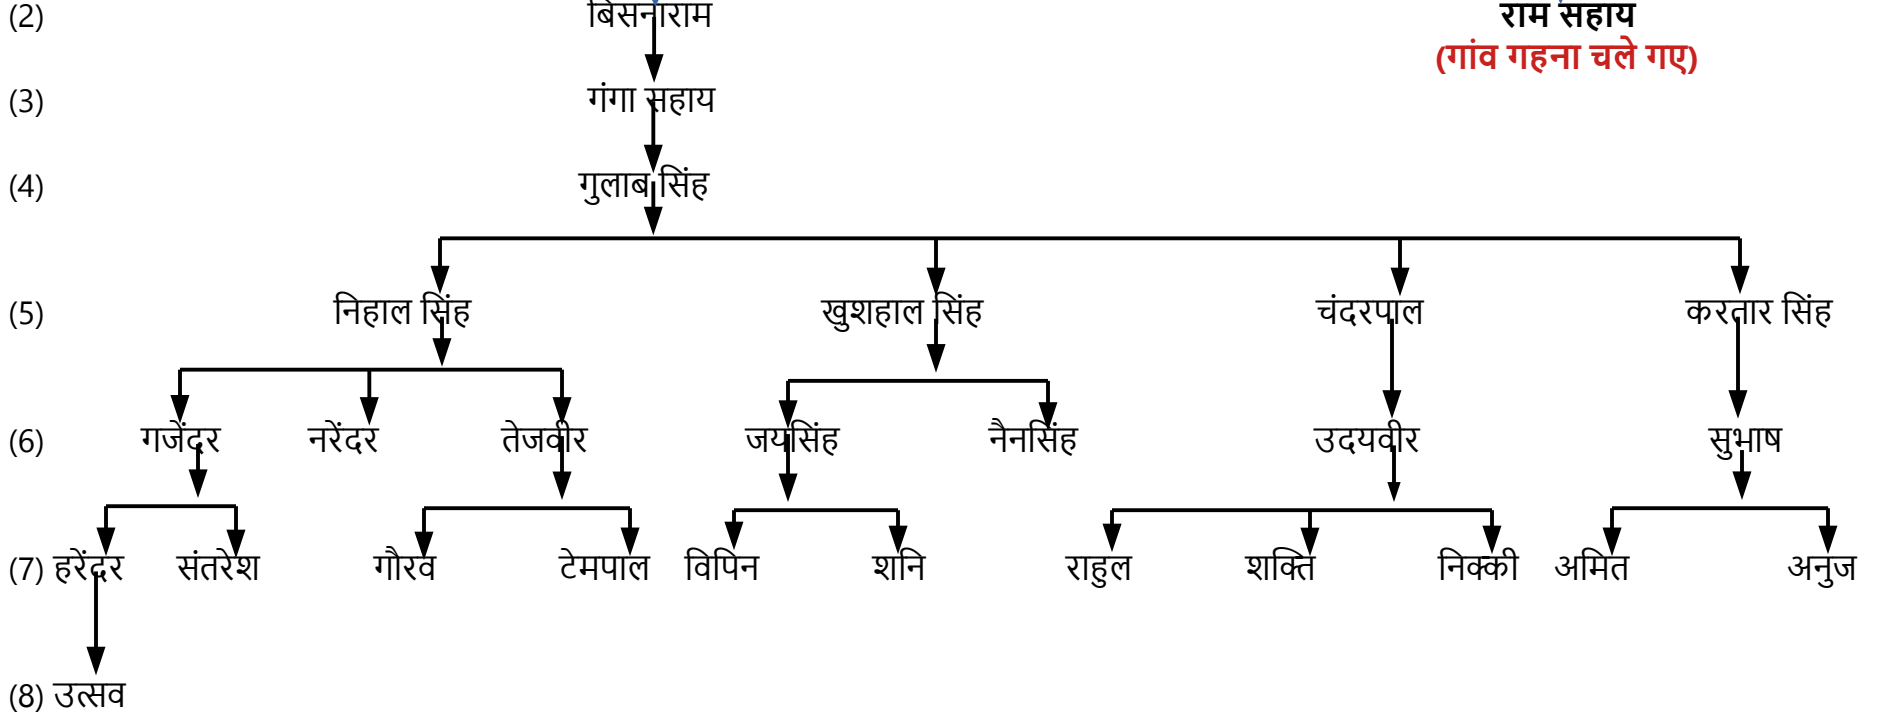 (2) बिसनाराम राम सहाय
(गांव गहना चले गए)
(3) गंगा सहाय
(4) गुलाब सिंह
(5) निहाल सिंह खुशहाल सिंह चंदरपाल करतार सिंह
(6) गजेंदर नरेंदर तेजवीर जयसिंह नैनसिंह उदयवीर सुभाष
(7) हरेंदर संतरेश गौरव टेमपाल विपिन शनि राहुल शक्ति निक्की अमित अनुज
(8) उत्सव